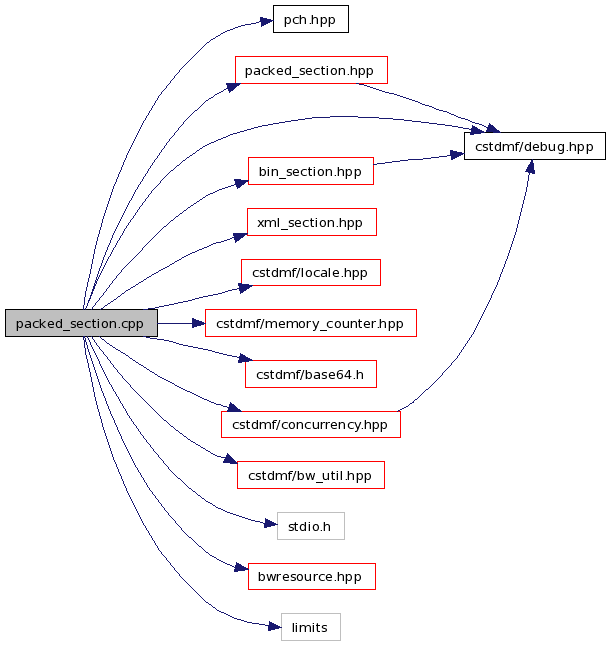 pch.hpp
packed_section.hpp
cstdmf/debug.hpp
bin_section.hpp
xml_section.hpp
cstdmf/locale.hpp
packed_section.cpp
cstdmf/memory_counter.hpp
cstdmf/base64.h
cstdmf/concurrency.hpp
cstdmf/bw_util.hpp
stdio.h
bwresource.hpp
limits